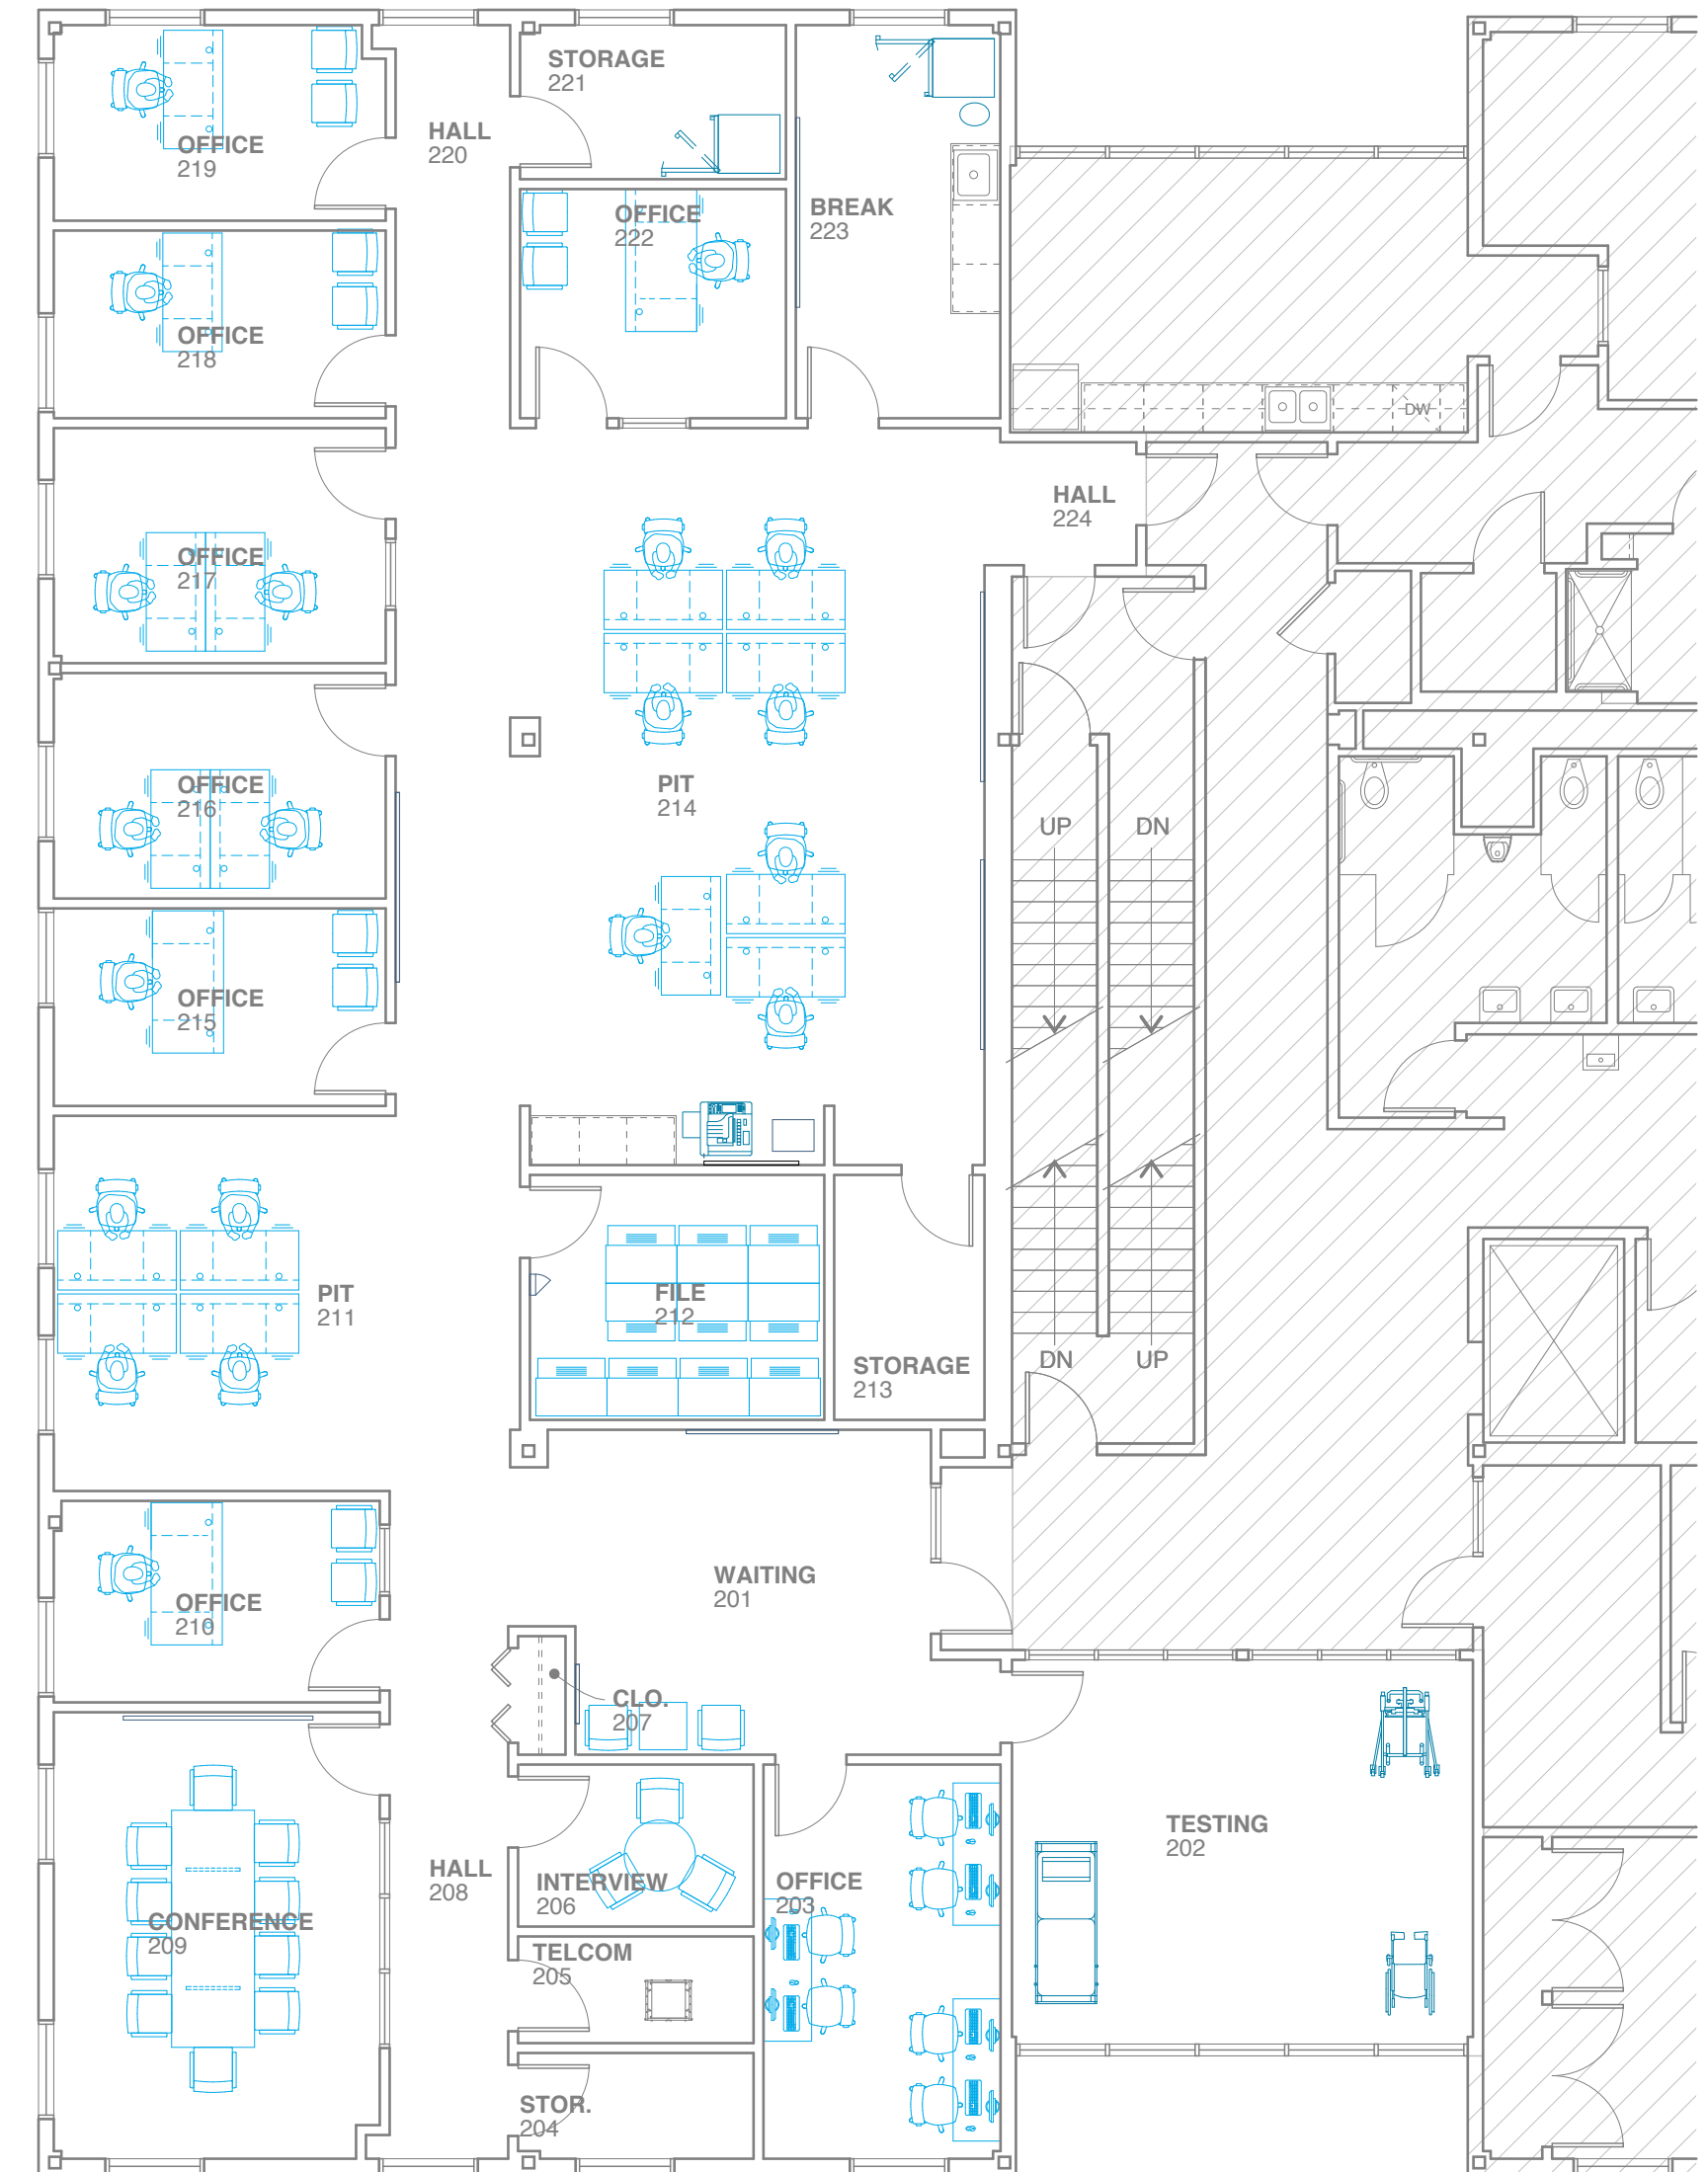 STORAGE
221
HALL
220
OFFICE
219
OFFICE
222
BREAK
223
OFFICE
218
DW
HALL
224
OFFICE
217
PIT
214
OFFICE
216
UP
DN
OFFICE
215
PIT
211
FILE
212
STORAGE
213
DN
UP
WAITING
201
OFFICE
210
CLO.
207
TESTING
202
HALL
208
INTERVIEW
206
OFFICE
203
CONFERENCE
209
TELCOM
205
STOR.
204